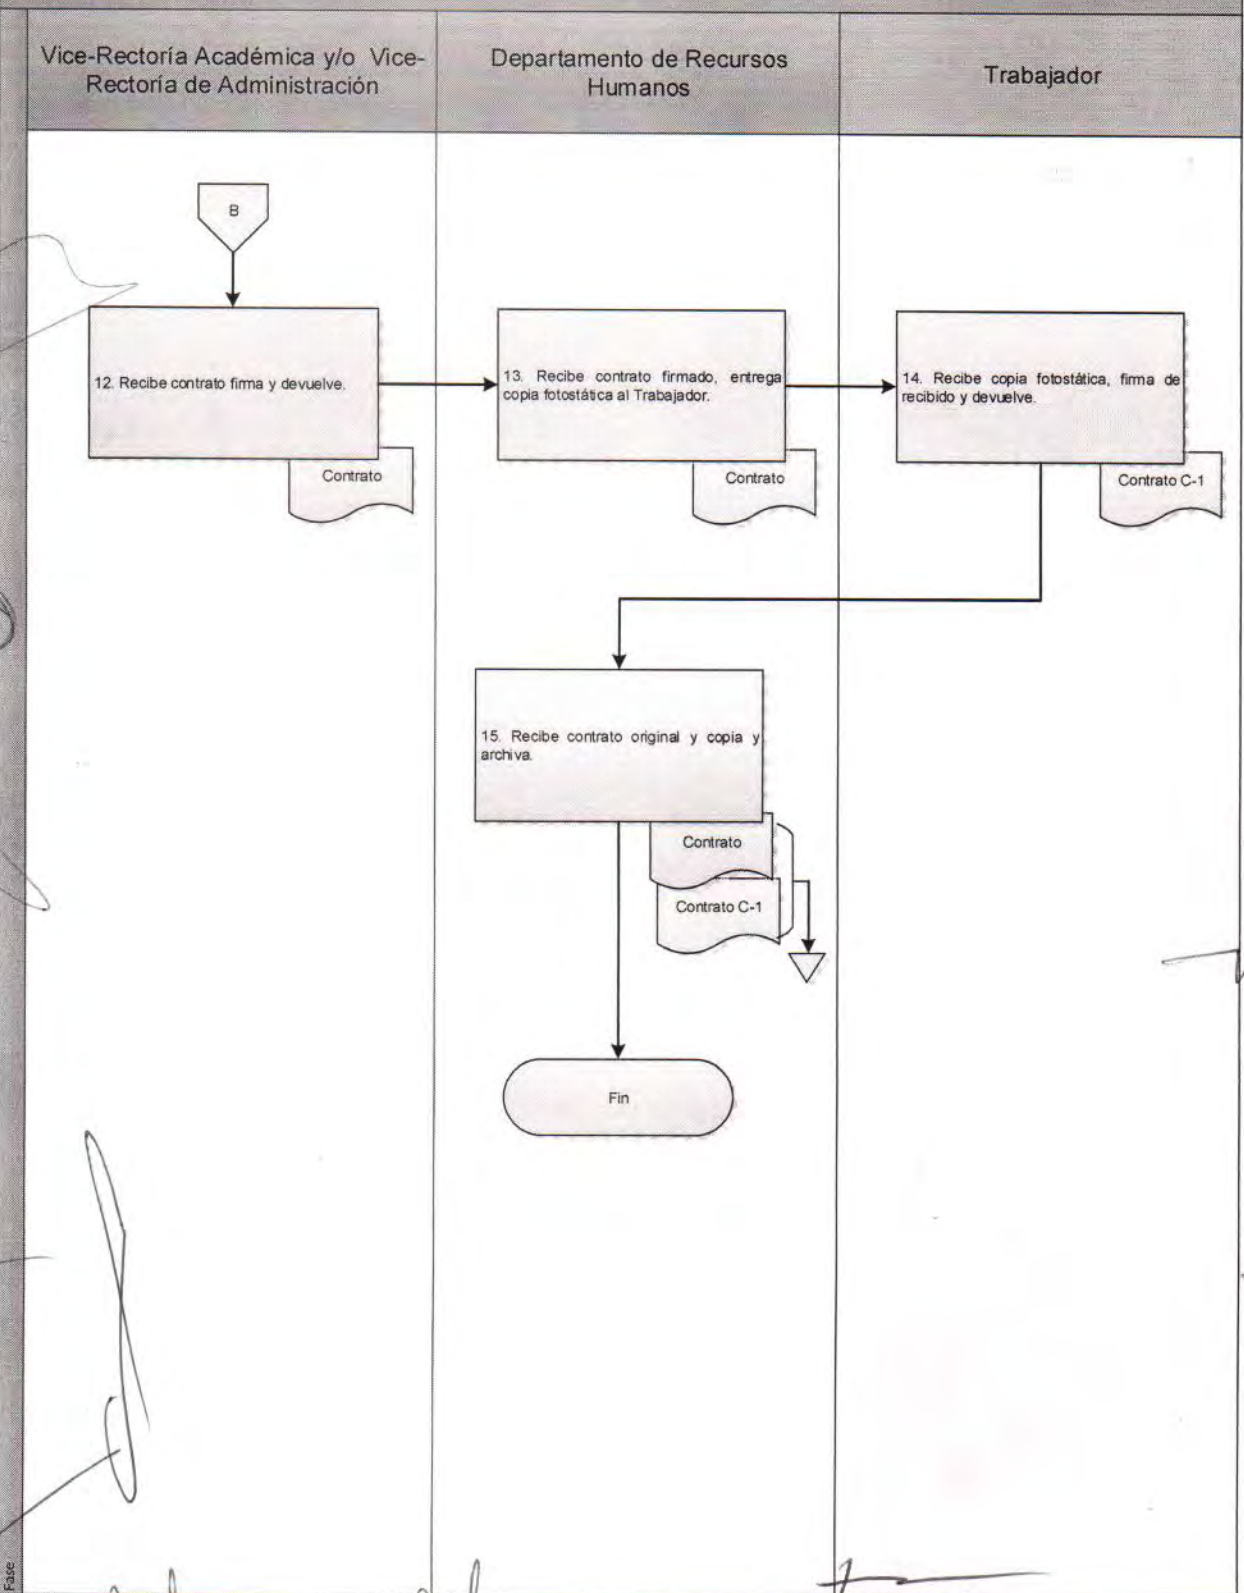 Vice-Rectoría Académica y/o Vice-
Rectoría de Administración
Departamento de Recursos
Humanos
Trabajador
B
12. Recibe contrato firma y devuelve.
Contrato
13. Recibe contrato firmado, entrega
copia fotostática al Trabajador.
Contrato
14. Recibe copia fotostática, firma de
recibido y devuelve.
Contrato C-1
15. Recibe contrato original y copia y
archiva.
Contrato
Contrato C-1
Fin
Fase